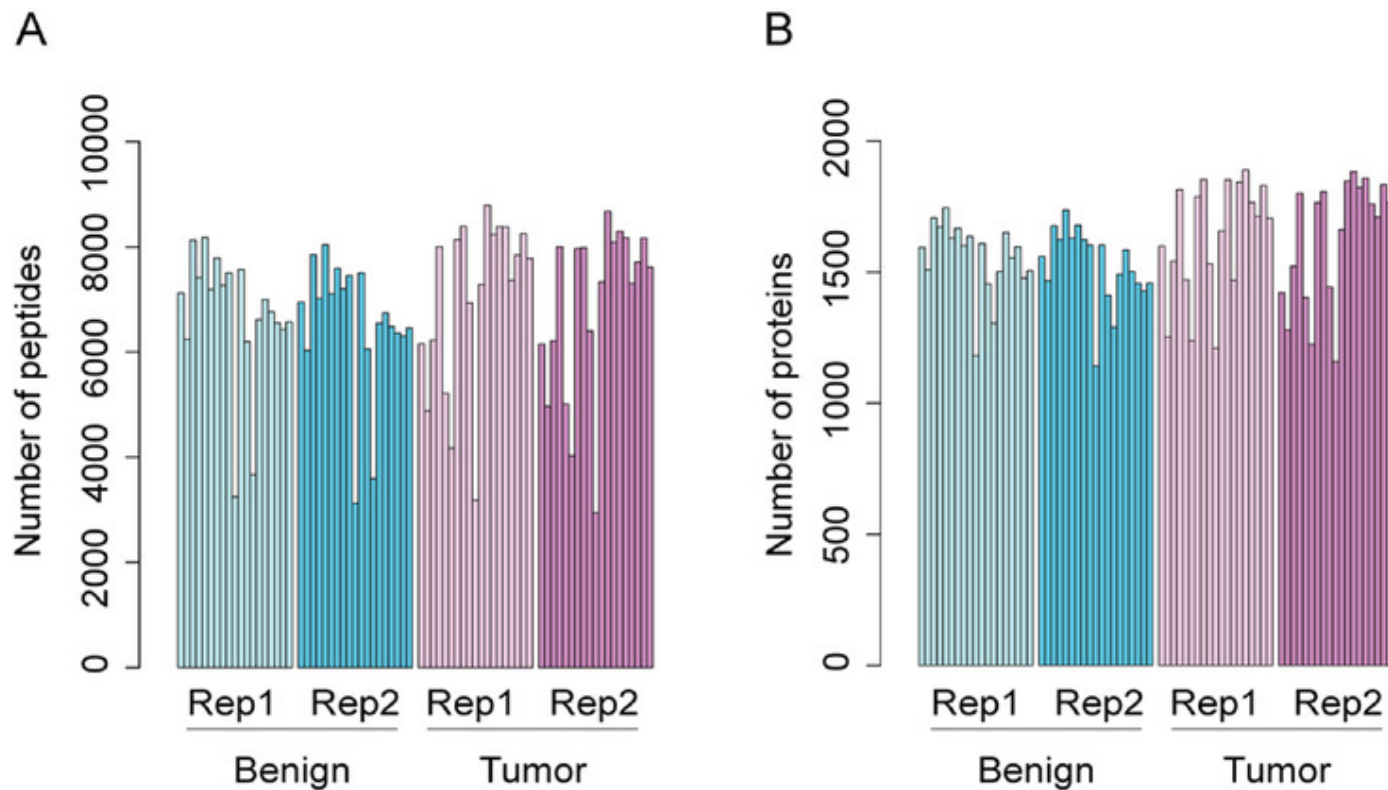 A
Number of peptides
10000
8000
6000
4000
2000
0
Rep1 Rep2 Rep1 Rep2
Benign Tumor
B
Number of proteins
2000
1500
1000
500
0
Rep1 Rep2 Rep1 Rep2
Benign Tumor